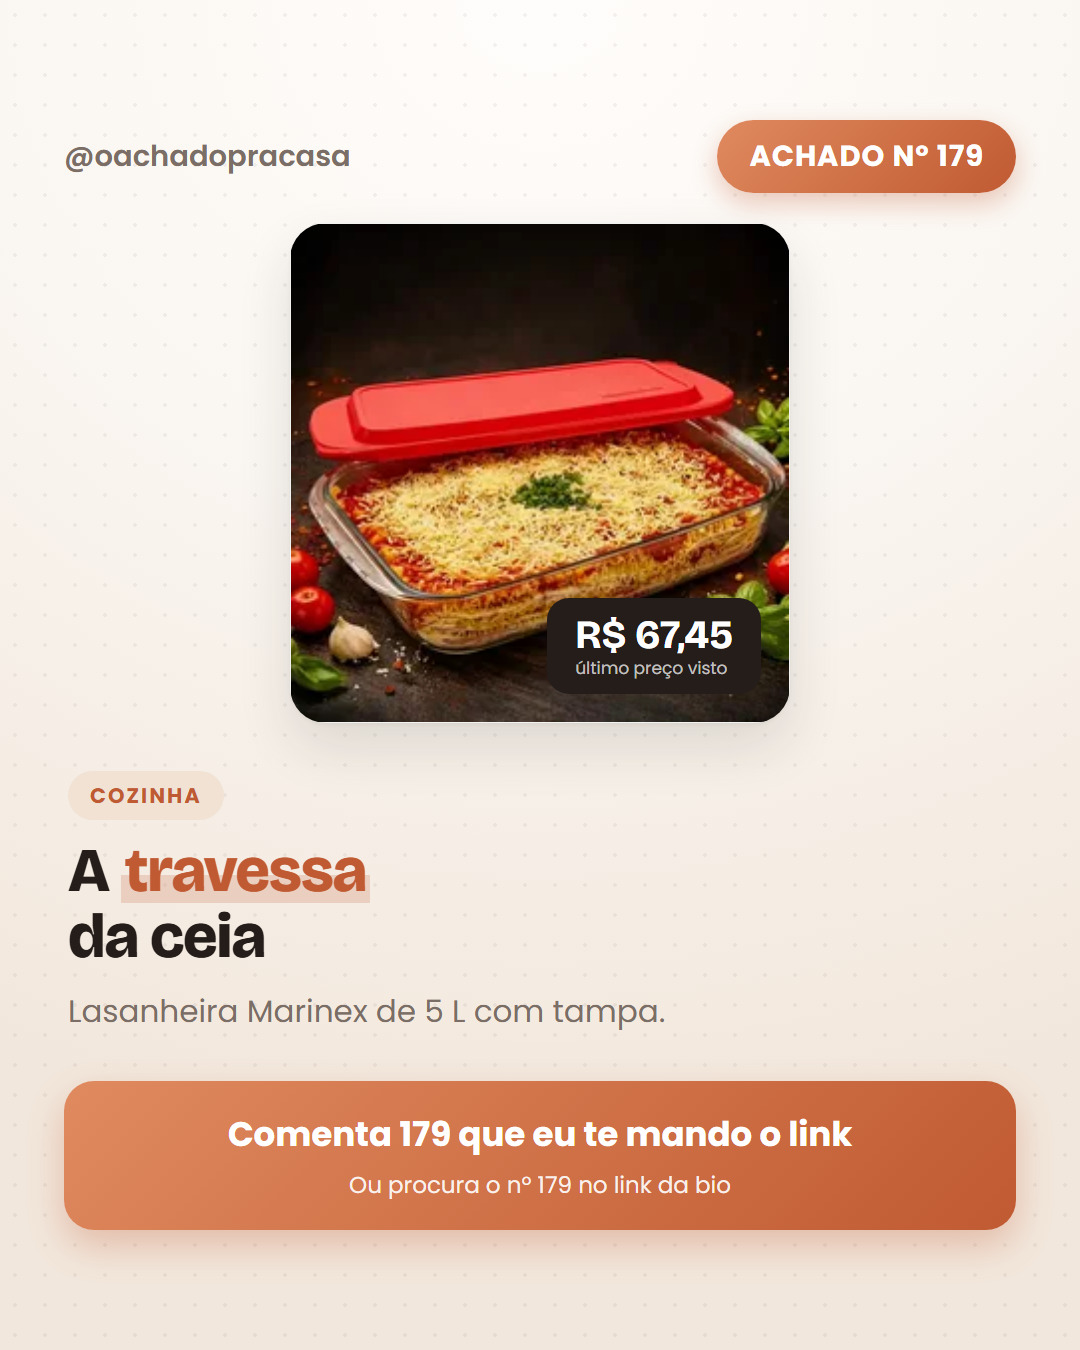 @oachadopracasa
ACHADO Nº 179
R$ 67,45
último preço visto
COZINHA
A travessa
da ceia
Lasanheira Marinex de 5 L com tampa.
Comenta 179 que eu te mando o link
Ou procura o nº 179 no link da bio